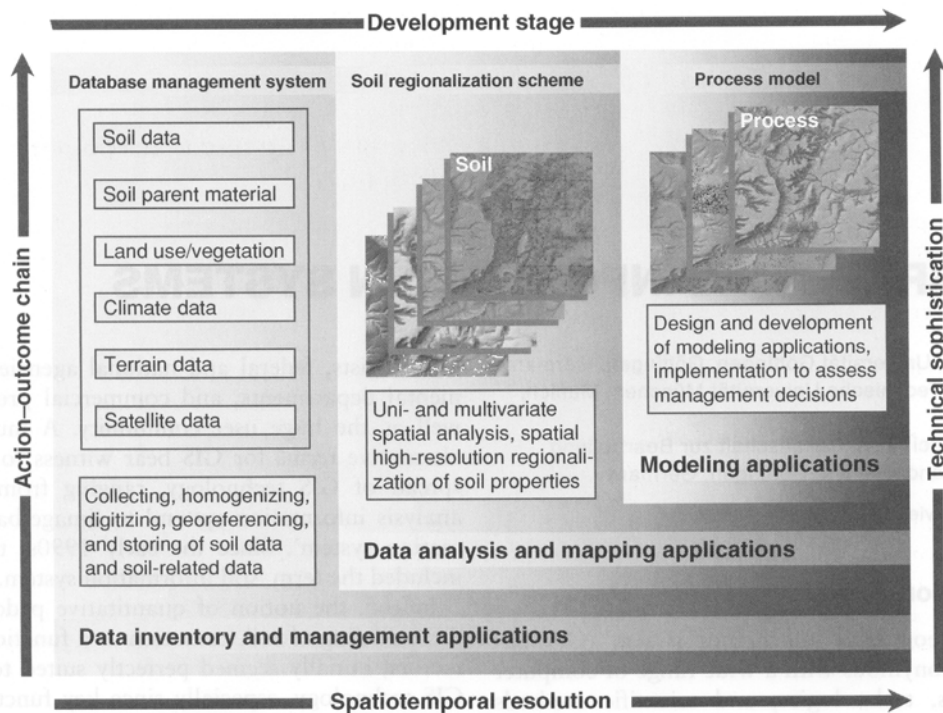 Development stage
Action–outcome chain
Technical sophistication
Database management system
Soil data
Soil parent material
Land use/vegetation
Climate data
Terrain data
Satellite data
Collecting, homogenizing,
digitizing, georeferencing,
and storing of soil data
and soil-related data
Soil regionalization scheme
Soil
Uni- and multivariate
spatial analysis, spatial
high-resolution regionali-
zation of soil properties
Process model
Process
Design and development
of modeling applications,
implementation to assess
management decisions
Modeling applications
Data analysis and mapping applications
Data inventory and management applications
Spatiotemporal resolution